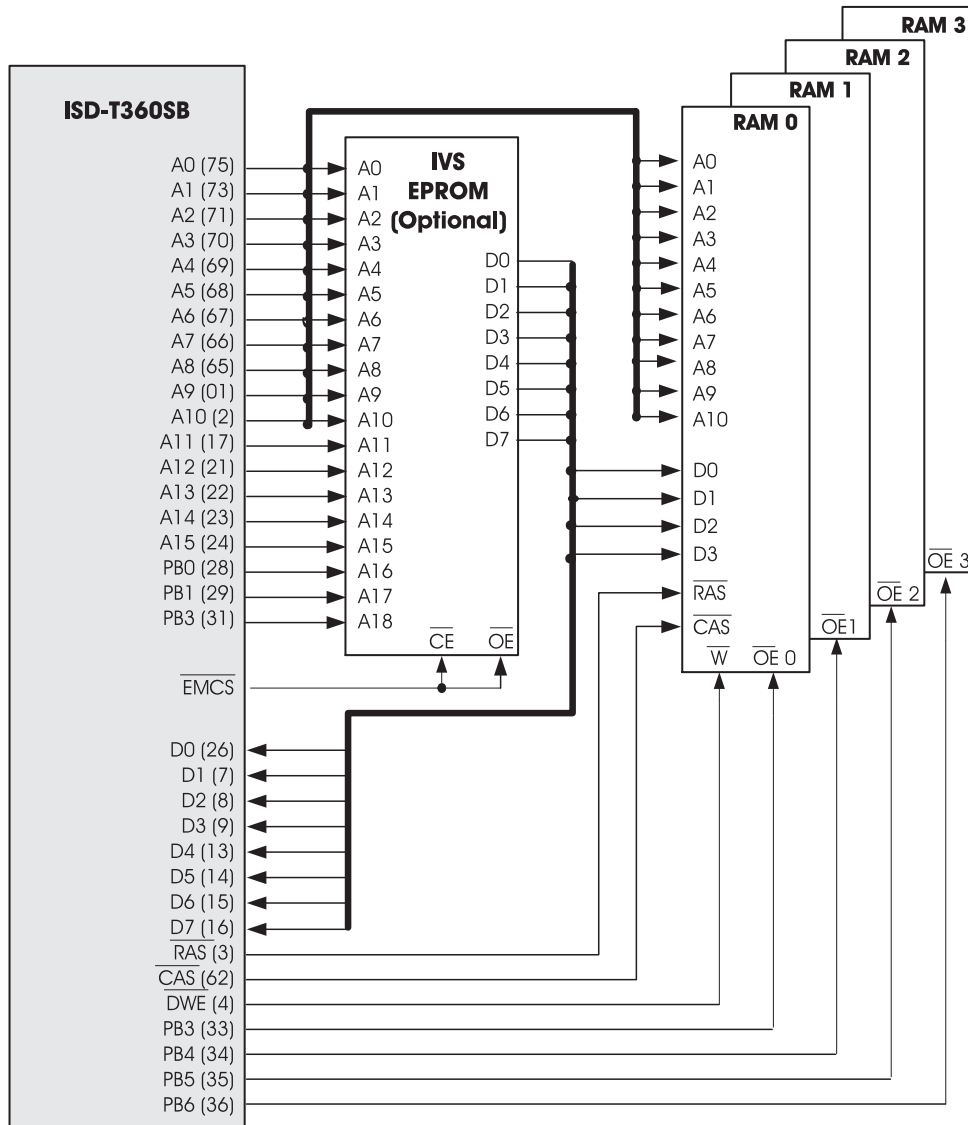 RAM 3
RAM 2
RAM 1
RAM 0
ISD-T360SB
A0 (75)
A1 (73)
A2 (71)
A3 (70)
A4 (69)
A5 (68)
A6 (67)
A7 (66)
A8 (65)
A9 (01)
A10 (2)
A11 (17)
A12 (21)
A13 (22)
A14 (23)
A15 (24)
PB0 (28)
PB1 (29)
PB3 (31)
EMCS
D0 (26)
D1 (7)
D2 (8)
D3 (9)
D4 (13)
D5 (14)
D6 (15)
D7 (16)
RAS (3)
CAS (62)
DWE (4)
PB3 (33)
PB4 (34)
PB5 (35)
PB6 (36)
IVS
EPROM
(Optional)
A0
A1
A2
A3
A4
A5
A6
A7
A8
A9
A10
A11
A12
A13
A14
A15
A16
A17
A18
D0
D1
D2
D3
D4
D5
D6
D7
CE
OE
A0
A1
A2
A3
A4
A5
A6
A7
A8
A9
A10
D0
D1
D2
D3
RAS
CAS
W
OE 0
OE1
OE 2
OE 3